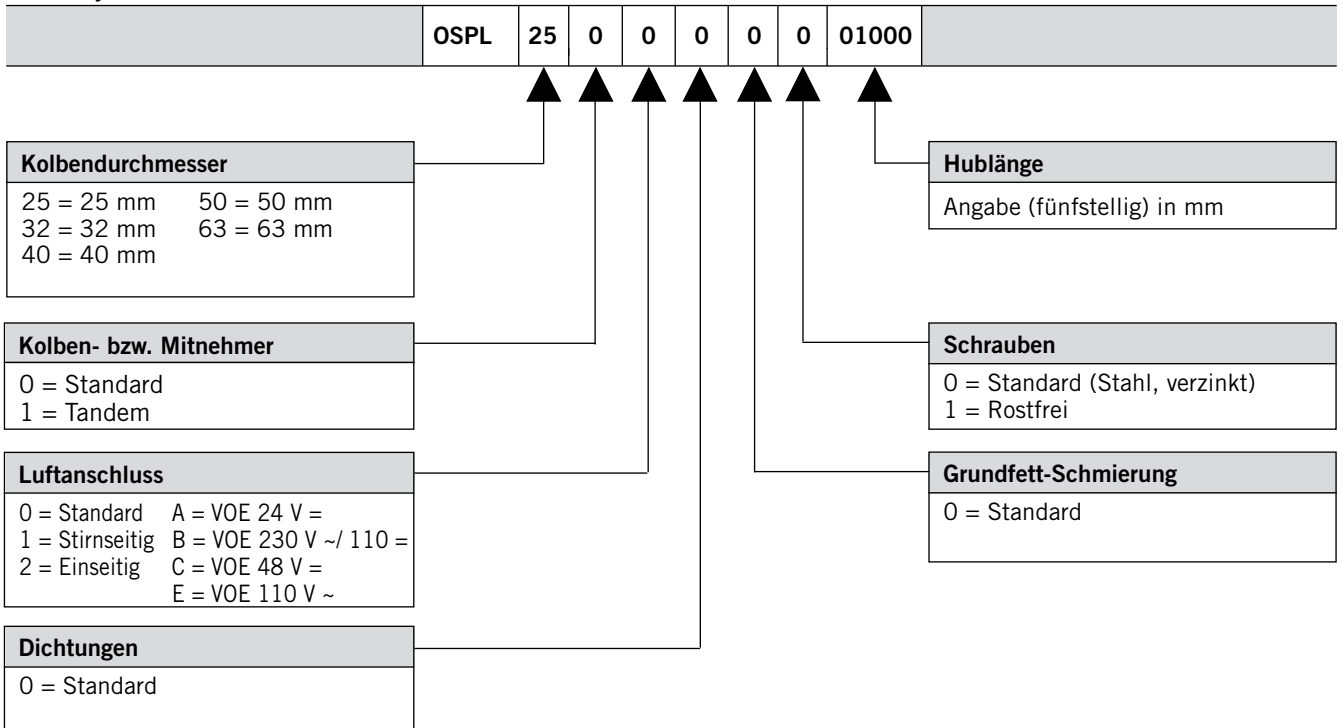 OSPL 25 0 0 0 0 0 01000
Kolbendurchmesser
25 = 25 mm 50 = 50 mm
32 = 32 mm 63 = 63 mm
40 = 40 mm
Hublänge
Angabe (fünfstellig) in mm
Kolben- bzw. Mitnehmer
0 = Standard
1 = Tandem
Schrauben
0 = Standard (Stahl, verzinkt)
1 = Rostfrei
Luftanschluss
0 = Standard A = VOE 24 V =
1 = Stirnseitig B = VOE 230 V ~/ 110 =
2 = Einseitig C = VOE 48 V =
E = VOE 110 V ~
Grundfett-Schmierung
0 = Standard
Dichtungen
0 = Standard